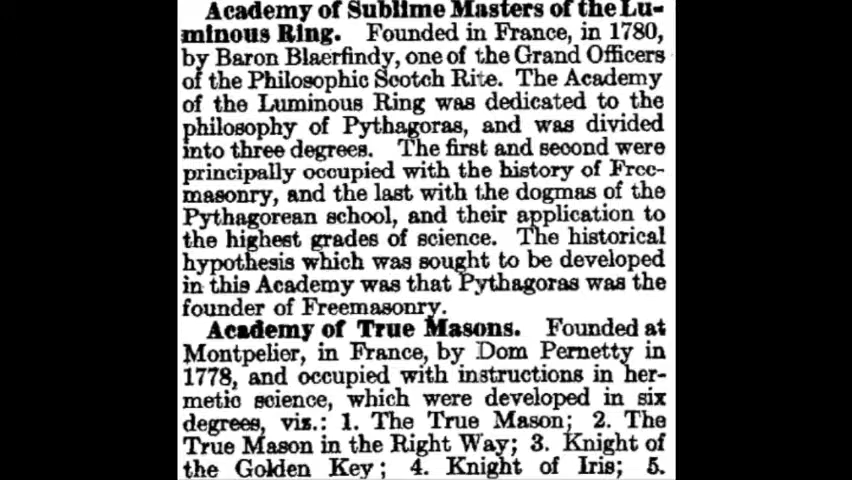 Academy of Sublime Masters of the Lu-
minous Ring. Founded in France, in 1780,
by Baron Blaerfindy, one of the Grand Officers
of the Philosophic Scotch Rite. The Academy
of the Luminous Ring was dedicated to the
philosophy of Pythagoras, and was divided
into three degrees. The first and second were
principally occupied with the history of Free-
masonry, and the last with the dogmas of the
Pythagorean school, and their application to
the highest grades of science. The historical
hypothesis which was sought to be developed
in this Academy was that Pythagoras was the
founder of Freemasonry.
Academy of True Masons. Founded at
Montpelier, in France, by Dom Pernetty in
1778, and occupied with instructions in her-
metic science, which were developed in six
degrees, viz.: 1. The True Mason; 2. The
True Mason in the Right Way; 3. Knight of
the Golden Key; 4. Knight of Iris; 5.